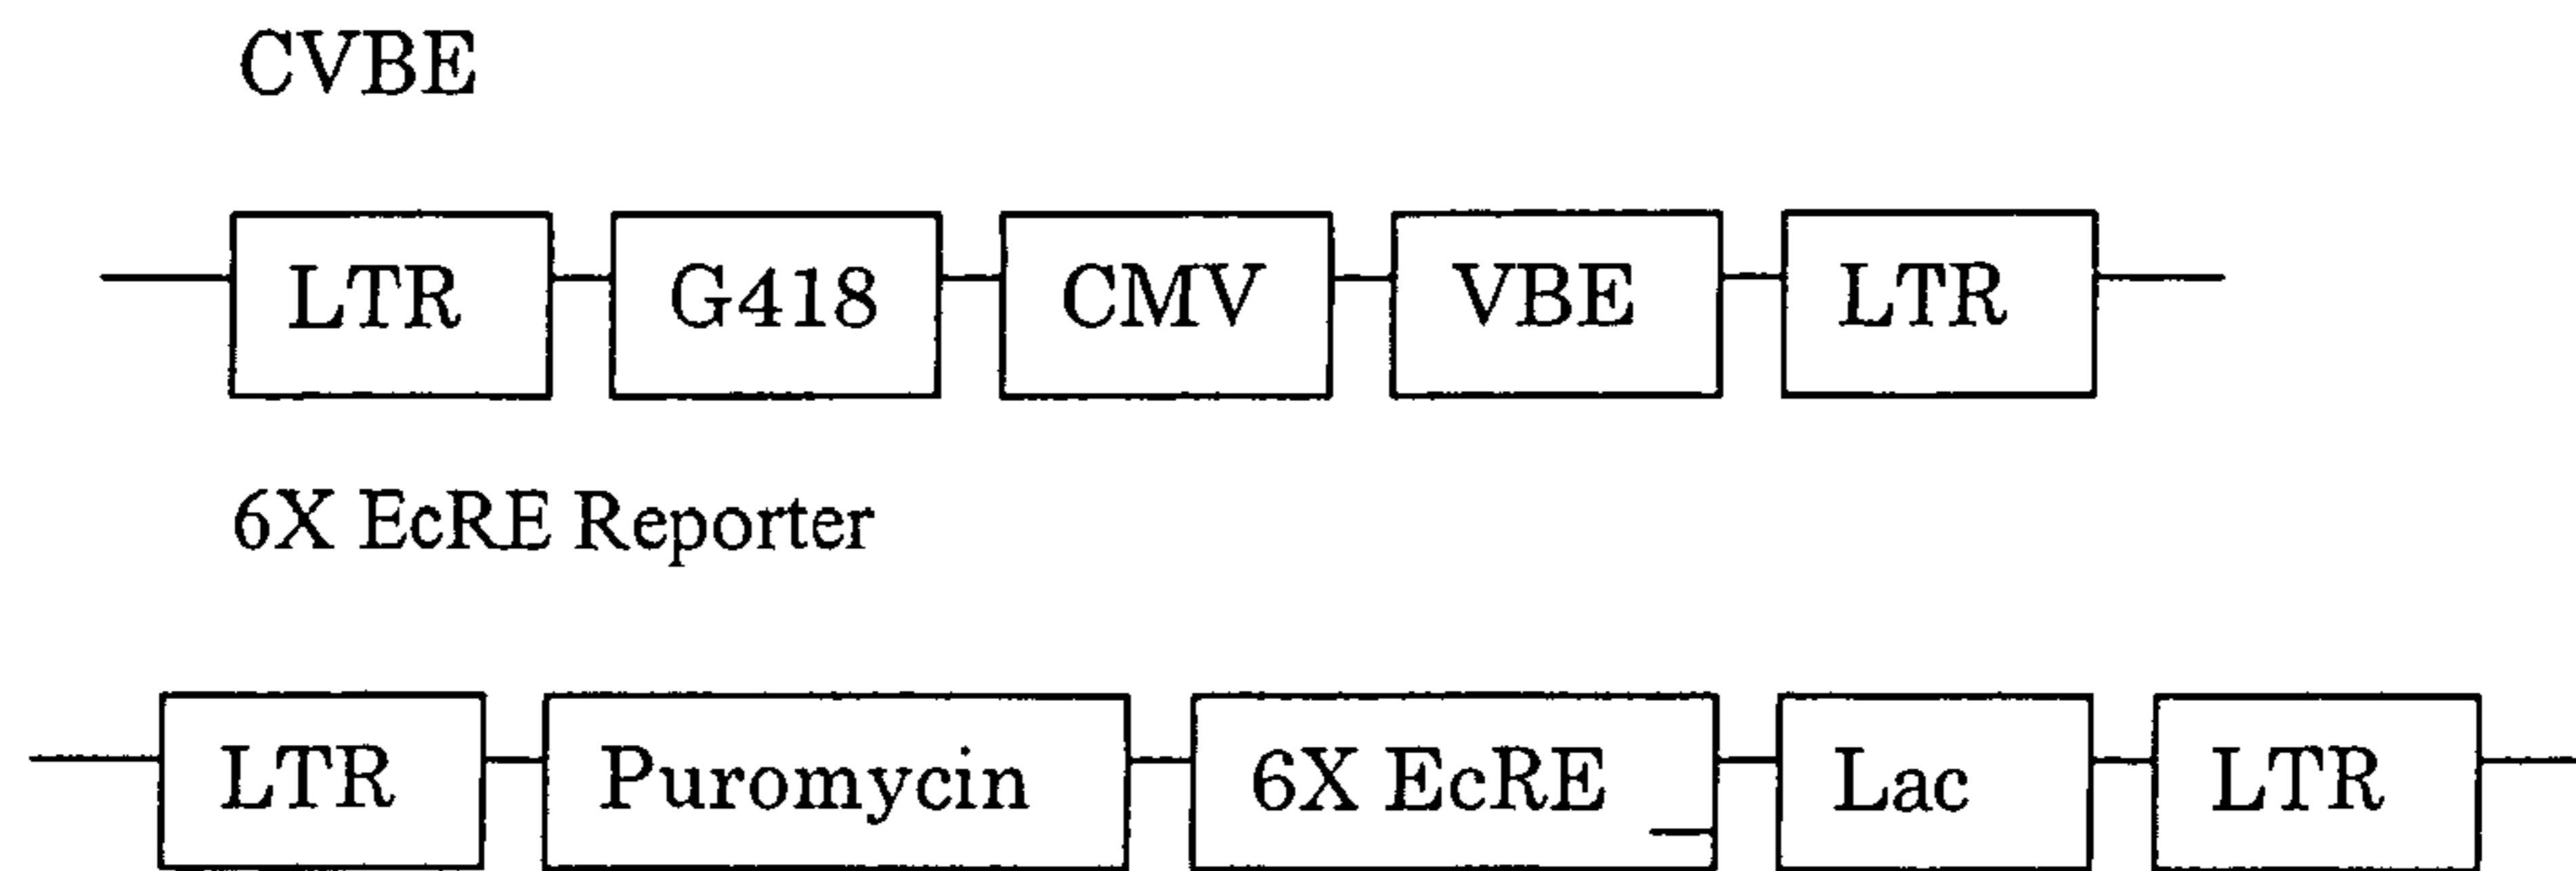 CVBE
LTR G418 CMV VBE LTR
6X EcRE Reporter
LTR Puromycin 6X EcRE Lac LTR